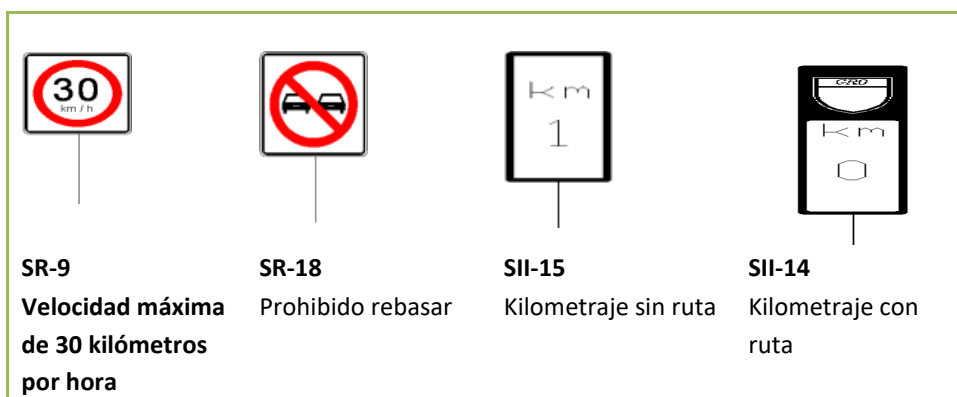 30
km / h
km
1
GRO
km
0
SR-9
SR-18
SII-15
SII-14
Velocidad máxima
de 30 kilómetros
por hora
Prohibido rebasar
Kilometraje sin ruta
Kilometraje con
ruta